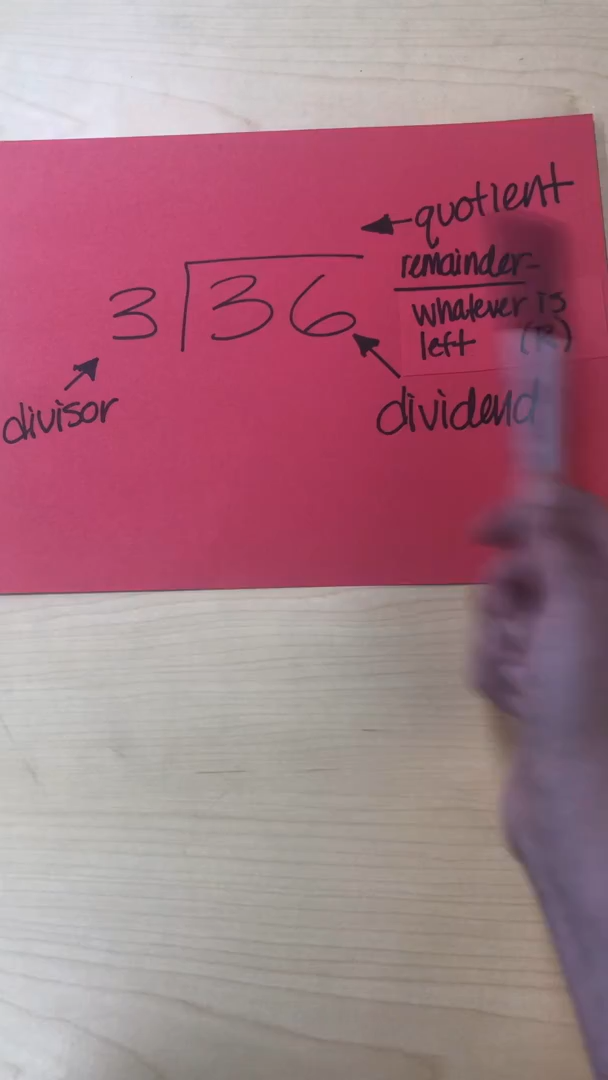 quotient
remainder-
whatever is
left (R)
3 36
divisor
dividend